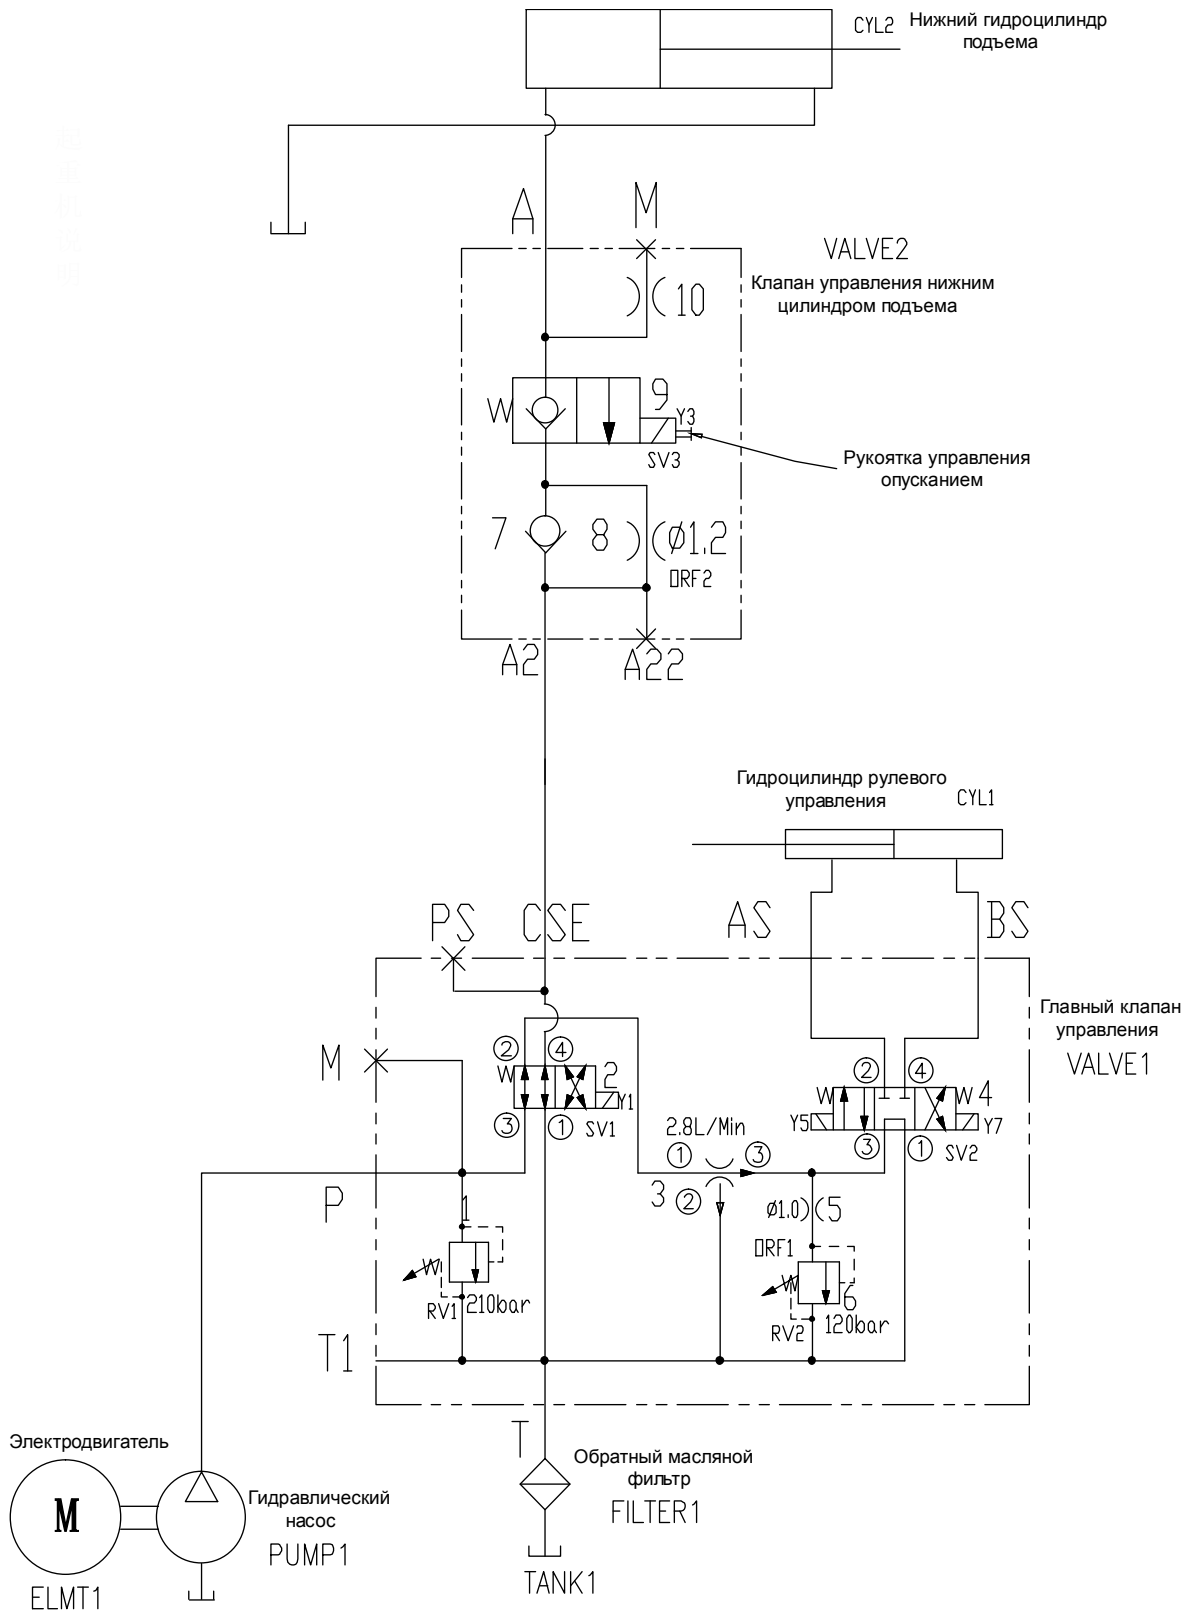 CYL2
Нижний гидроцилиндр
подъема
A
M
VALVE2
Клапан управления нижним
цилиндром подъема
10
W
9
Y3
SV3
Рукоятка управления
опусканием
7
8
ø1.2
ORF2
A2
A22
Гидроцилиндр рулевого
управления
CYL1
PS
CSE
AS
BS
Главный клапан
управления
VALVE1
M
② ④
W
2
Y1
③ ①
SV1
② ④
W
W
4
Y5
Y7
③ ①
SV2
2.8L/Min
① ③
3
②
P
1
ø1.0
5
ORF1
W
RV1
210bar
W
6
RV2
120bar
T1
T
Электродвигатель
M
ELMT1
Гидравлический
насос
PUMP1
Обратный масляной
фильтр
FILTER1
TANK1